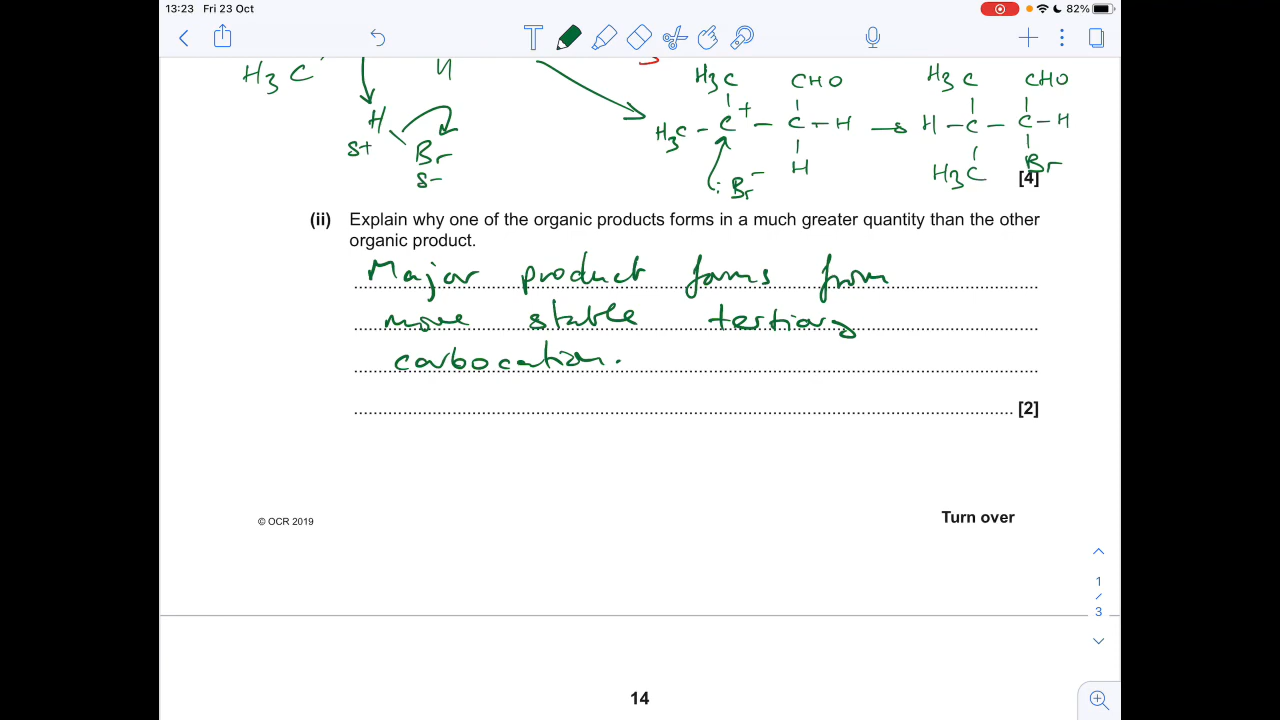 13:23 Fri 23 Oct 82%
H3C H
H3C CHO H3C CHO
H + 
H3C - C - C - H → H - C - C - H
δ+ Br
δ- H H3C Br
:Br - [4]
(ii) Explain why one of the organic products forms in a much greater quantity than the other
organic product.
Major product forms from
more stable tertiary
carbocation.
[2]
© OCR 2019 Turn over
1
/
3
14